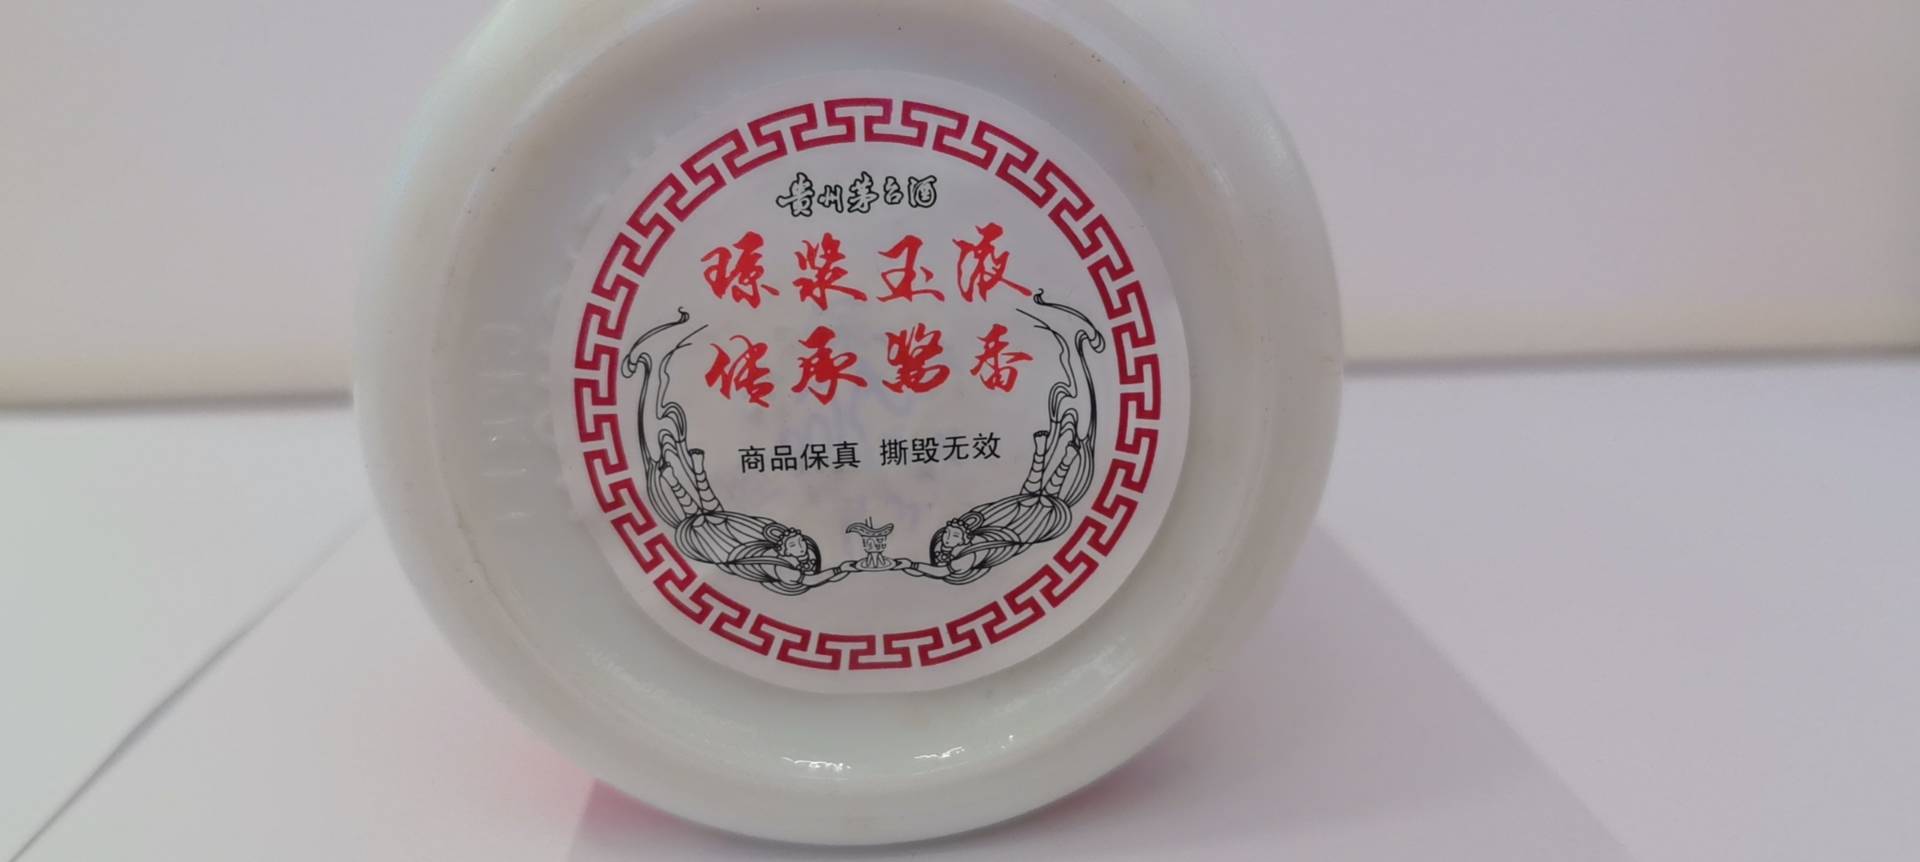 贵州茅台酒
琼浆玉液
传承酱香
商品保真 撕毁无效